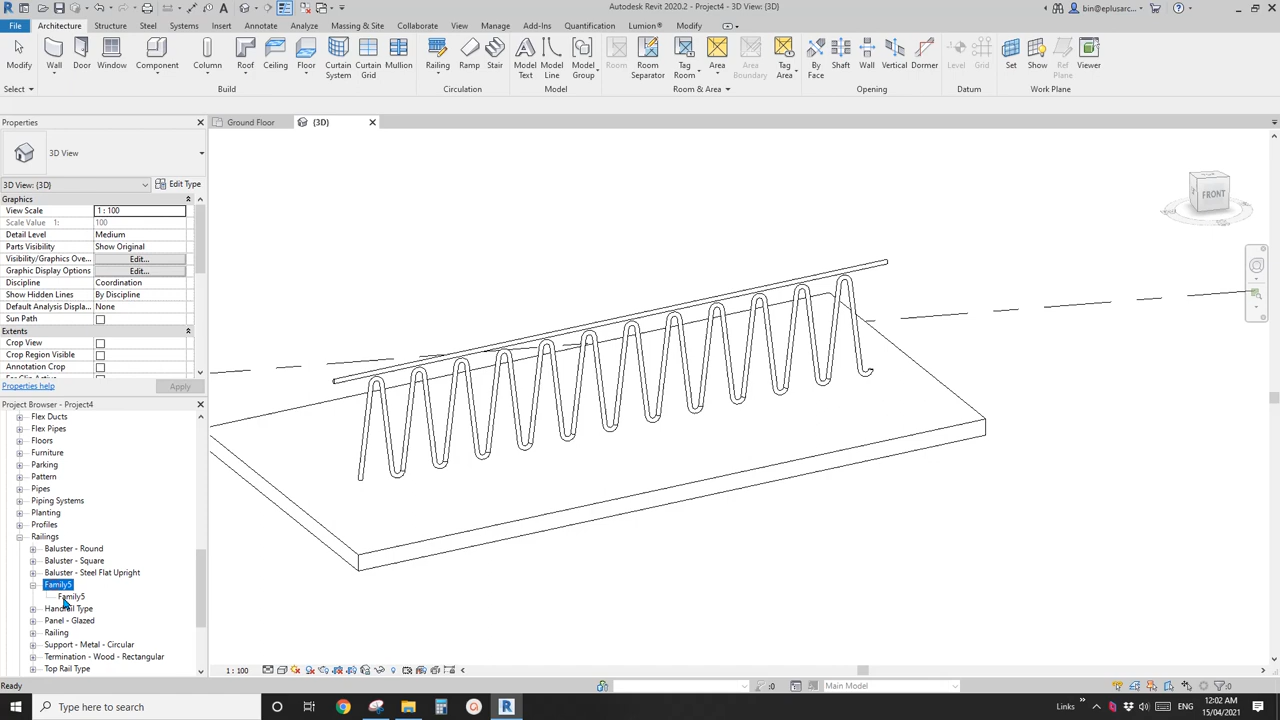 Autodesk Revit 2020.2 - Project4 - 3D View: {3D}
bin@eplusarc...
File Architecture Structure Steel Systems Insert Annotate Analyze Massing & Site Collaborate View Manage Add-Ins Quantification Lumion® Modify
Modify Wall Door Window Component Column Roof Ceiling Floor Curtain System Curtain Grid Mullion Railing Ramp Stair Model Text Model Line Model Group Room Room Separator Tag Room Area Area Boundary Tag Area By Face Shaft Wall Vertical Dormer Level Grid Set Show Ref Plane Viewer
Select Build Circulation Model Room & Area Opening Datum Work Plane
Properties
Ground Floor {3D}
3D View
3D View: {3D} Edit Type
Graphics
View Scale 1 : 100
Scale Value 1: 100
Detail Level Medium
Parts Visibility Show Original
Visibility/Graphics Ove... Edit...
Graphic Display Options Edit...
Discipline Coordination
Show Hidden Lines By Discipline
Default Analysis Displa... None
Sun Path
Extents
Crop View
Crop Region Visible
Annotation Crop
Properties help Apply
Project Browser - Project4
Flex Ducts
Flex Pipes
Floors
Furniture
Parking
Pattern
Pipes
Piping Systems
Planting
Profiles
Railings
Baluster - Round
Baluster - Square
Baluster - Steel Flat Upright
Family5
Family5
Handrail Type
Panel - Glazed
Railing
Support - Metal - Circular
Termination - Wood - Rectangular
Top Rail Type
FRONT
1 : 100
Ready :0 Main Model :0
Type here to search Links ENG 12:02 AM
15/04/2021